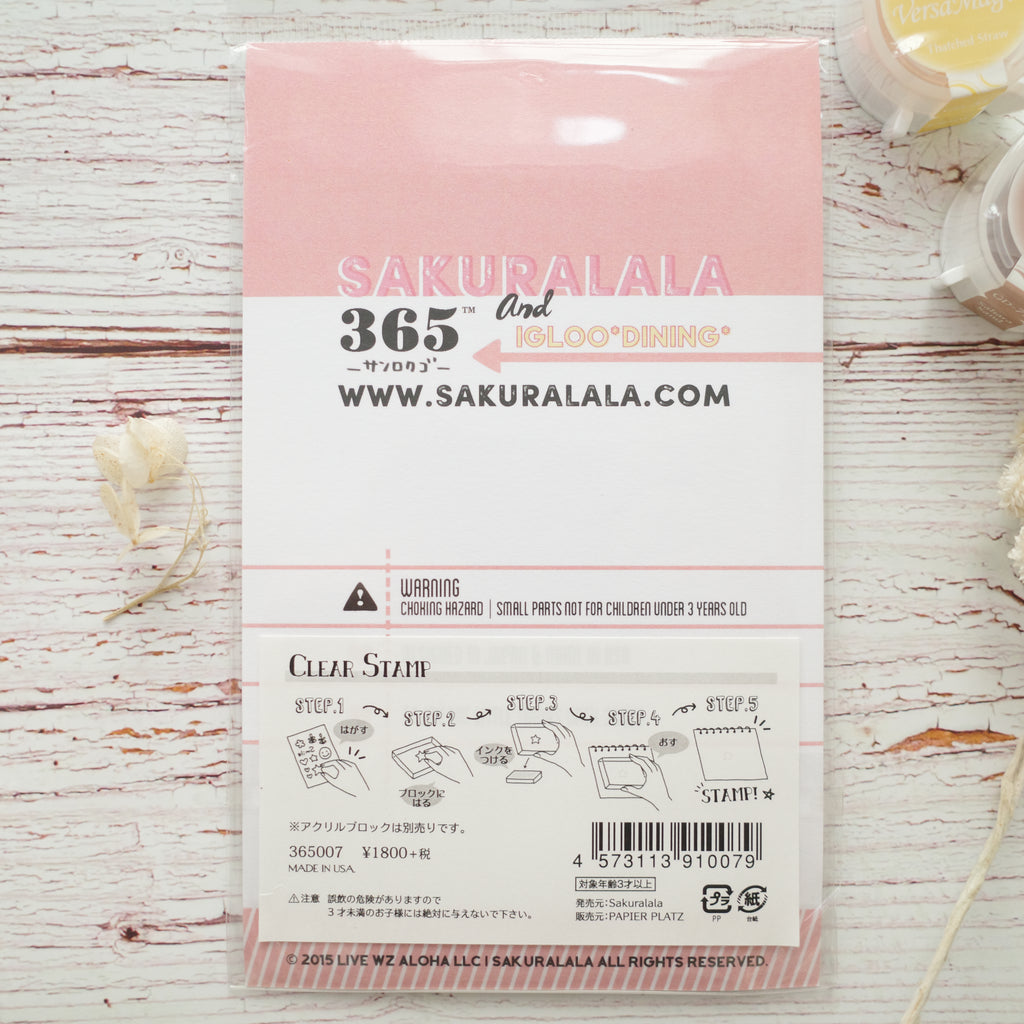 VersaMagic
Thatched Straw
SAKURALALA
365™ And
IGLOO*DINING*
—サンロクゴ—
WWW.SAKURALALA.COM
WARNING
CHOKING HAZARD | SMALL PARTS NOT FOR CHILDREN UNDER 3 YEARS OLD
CLEAR STAMP
STEP.1
STEP.2
STEP.3
STEP.4
STEP.5
はがす
ブロックに
はる
インクを
つける
おす
STAMP!
※アクリルブロックは別売りです。
365007 ¥1800+税
MADE IN USA.
4 573113 910079
対象年齢3才以上
⚠注意 誤飲の危険がありますので
3才未満のお子様には絶対に与えないで下さい。
発売元:Sakuralala
販売元:PAPIER PLATZ
プラ
PP
紙
台紙
© 2015 LIVE WZ ALOHA LLC | SAKURALALA ALL RIGHTS RESERVED.